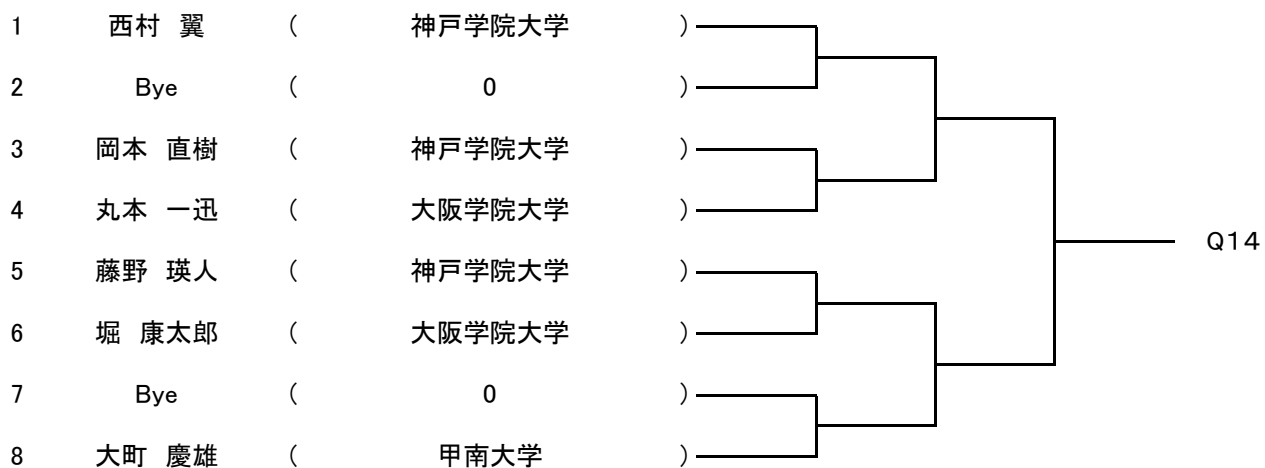 1 西村 翼 ( 神戸学院大学 )
2 Bye ( 0 )
3 岡本 直樹 ( 神戸学院大学 )
4 丸本 一迅 ( 大阪学院大学 )
Q14
5 藤野 瑛人 ( 神戸学院大学 )
6 堀 康太郎 ( 大阪学院大学 )
7 Bye ( 0 )
8 大町 慶雄 ( 甲南大学 )